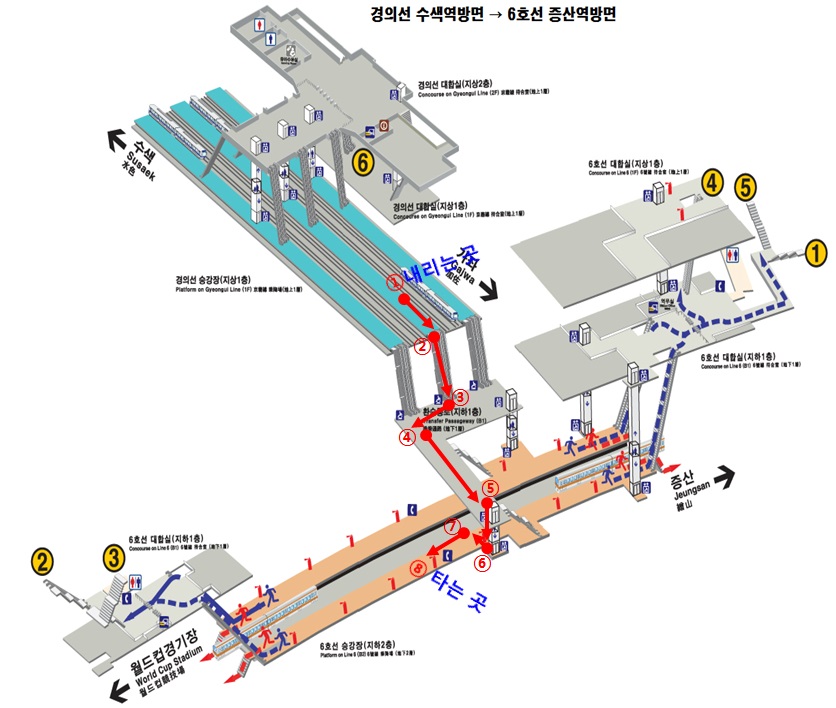 경의선 수색역방면 → 6호선 증산역방면
경의선 대합실(지상2층)
Concourse on Gyeongui Line (2F)
수색
Susaek
水色
6
경의선 대합실(지상1층)
Concourse on Gyeongui Line (1F)
6호선 대합실(지상1층)
Concourse on Line 6 (1F)
4
5
1
경의선 승강장(지상1층)
Platform on Gyeongui Line (1F)
내리는 곳
가좌
Gajwa
加佐
①
②
③
환승통로(지하1층)
Transfer Passageway (B1)
④
역무실
6호선 대합실(지하1층)
Concourse on Line 6 (B1)
⑤
⑥
⑦
⑧
타는 곳
증산
Jeungsan
繒山
6호선 대합실(지하1층)
Concourse on Line 6 (B1)
2
3
월드컵경기장
World Cup Stadium
월드컵競技場
6호선 승강장(지하2층)
Platform on Line 6 (B2)